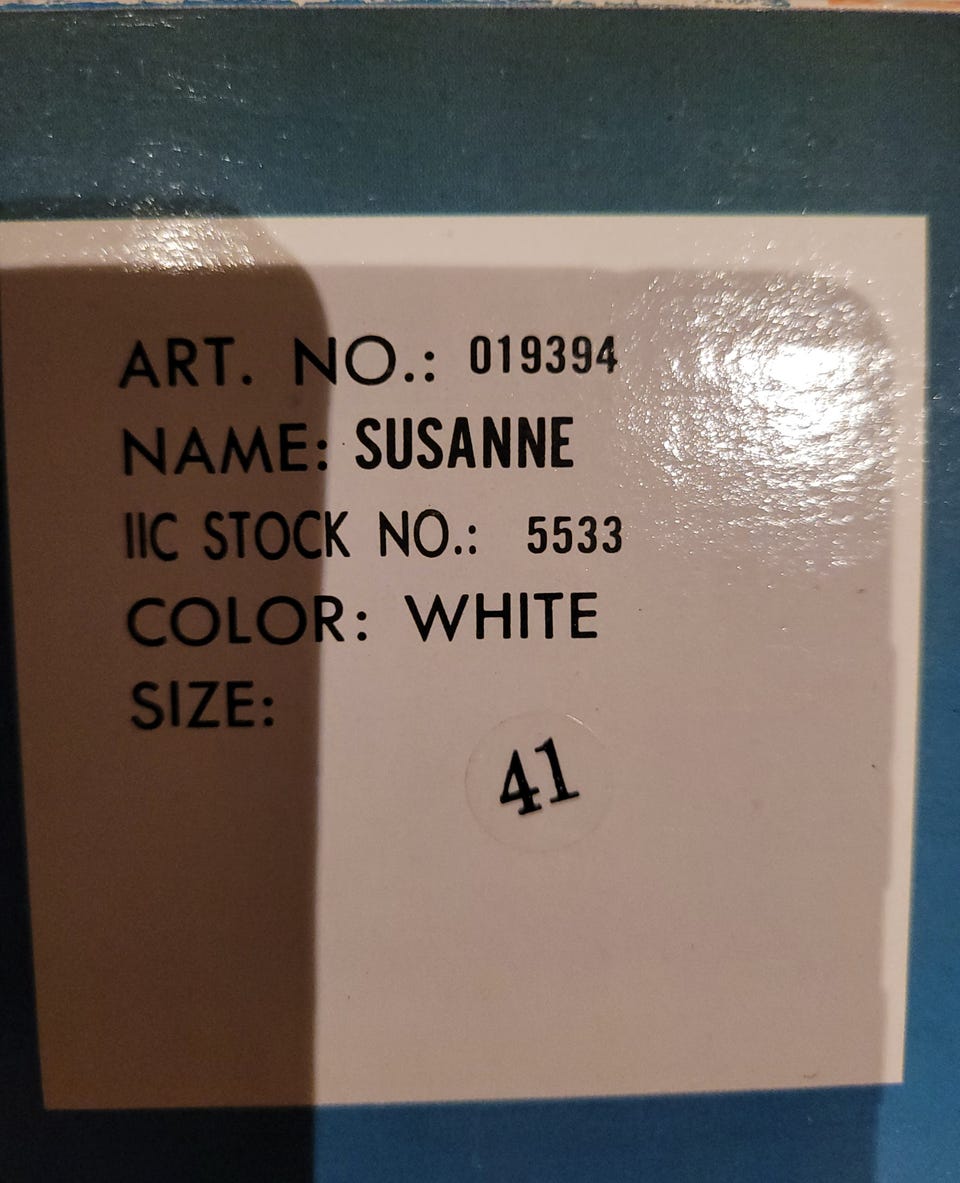 ART. NO.: 019394
NAME: SUSANNE
IIC STOCK NO.: 5533
COLOR: WHITE
SIZE:
41